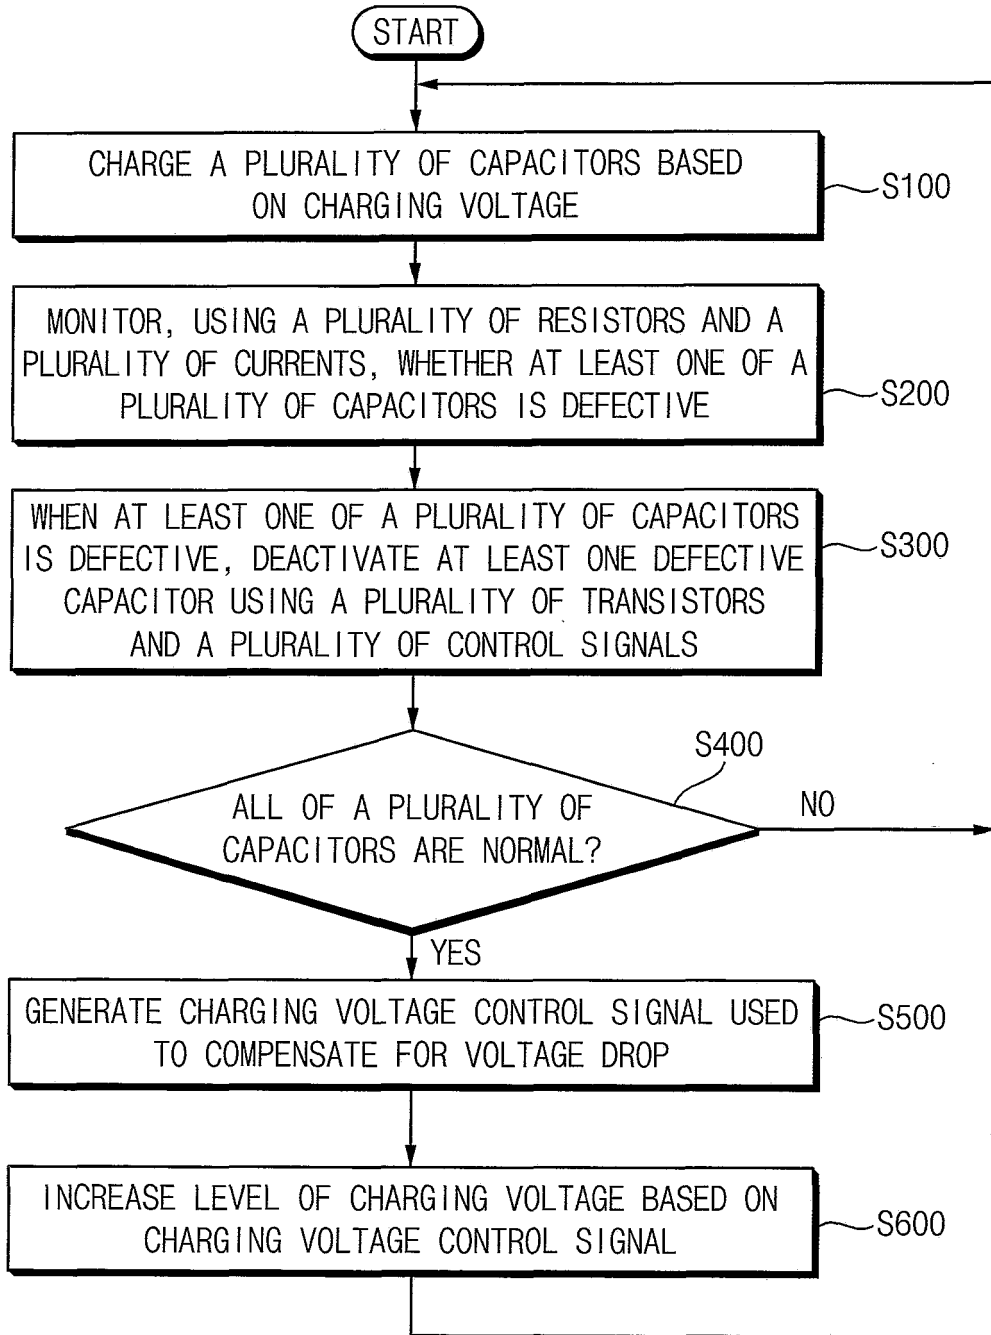 START
CHARGE A PLURALITY OF CAPACITORS BASED
ON CHARGING VOLTAGE
S100
MONITOR, USING A PLURALITY OF RESISTORS AND A
PLURALITY OF CURRENTS, WHETHER AT LEAST ONE OF A
PLURALITY OF CAPACITORS IS DEFECTIVE
S200
WHEN AT LEAST ONE OF A PLURALITY OF CAPACITORS
IS DEFECTIVE, DEACTIVATE AT LEAST ONE DEFECTIVE
CAPACITOR USING A PLURALITY OF TRANSISTORS
AND A PLURALITY OF CONTROL SIGNALS
S300
S400
ALL OF A PLURALITY OF
CAPACITORS ARE NORMAL?
NO
YES
GENERATE CHARGING VOLTAGE CONTROL SIGNAL USED
TO COMPENSATE FOR VOLTAGE DROP
S500
INCREASE LEVEL OF CHARGING VOLTAGE BASED ON
CHARGING VOLTAGE CONTROL SIGNAL
S600